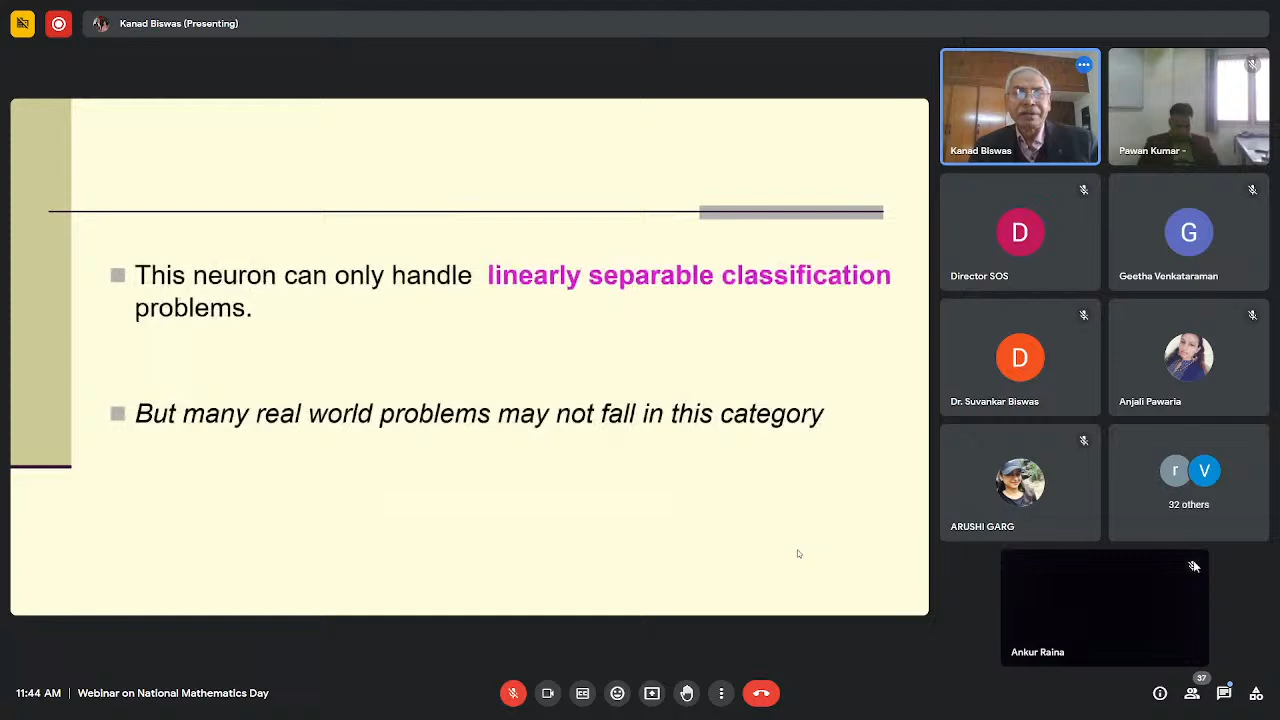 Kanad Biswas (Presenting)
This neuron can only handle linearly separable classification
problems.
But many real world problems may not fall in this category
Kanad Biswas
Pawan Kumar -
D
Director SOS
G
Geetha Venkataraman
D
Dr. Suvankar Biswas
Anjali Pawaria
ARUSHI GARG
r V
32 others
Ankur Raina
11:44 AM | Webinar on National Mathematics Day
37